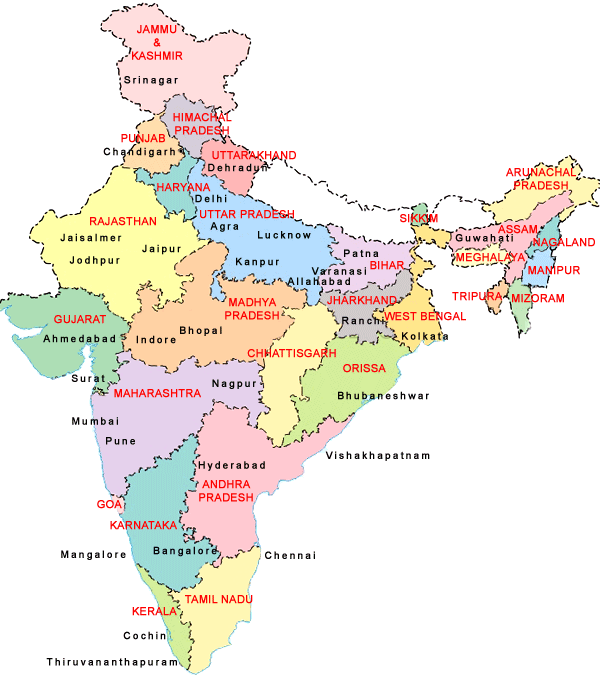 JAMMU
&
KASHMIR
Srinagar
HIMACHAL
PRADESH
PUNJAB
Chandigarh
UTTARAKHAND
Dehradun
HARYANA
Delhi
ARUNACHAL
PRADESH
RAJASTHAN
UTTAR PRADESH
SIKKIM
Agra
ASSAM
Jaisalmer
Lucknow
Guwahati
NAGALAND
Jaipur
Patna
Jodhpur
Kanpur
BIHAR
MEGHALAYA
Varanasi
MANIPUR
Allahabad
TRIPURA
MIZORAM
MADHYA
PRADESH
JHARKHAND
GUJARAT
WEST BENGAL
Ranchi
Bhopal
Ahmedabad
Indore
Kolkata
CHHATTISGARH
ORISSA
Surat
Nagpur
MAHARASHTRA
Bhubaneshwar
Mumbai
Pune
Vishakhapatnam
Hyderabad
ANDHRA
PRADESH
GOA
KARNATAKA
Mangalore
Bangalore
Chennai
TAMIL NADU
KERALA
Cochin
Thiruvananthapuram